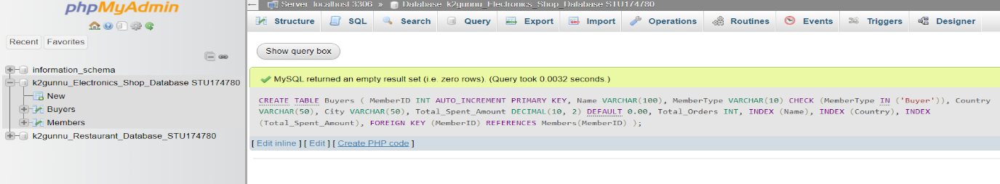 phpMyAdmin
Recent Favorites
information_schema
k2gunnu_Electronics_Shop_Database STU174780
New
Buyers
Members
k2gunnu_Restaurant_Database_STU174780
Server localhost 3306 » Database k2gunnu_Electronics_Shop_Database STU174780
Structure SQL Search Query Export Import Operations Routines Events Triggers Designer
Show query box
MySQL returned an empty result set (i.e. zero rows). (Query took 0.0032 seconds.)
CREATE TABLE Buyers ( MemberID INT AUTO_INCREMENT PRIMARY KEY, Name VARCHAR(100), MemberType VARCHAR(10) CHECK (MemberType IN ('Buyer')), Country
VARCHAR(50), City VARCHAR(50), Total_Spent_Amount DECIMAL(10, 2) DEFAULT 0.00, Total_Orders INT, INDEX (Name), INDEX (Country), INDEX
(Total_Spent_Amount), FOREIGN KEY (MemberID) REFERENCES Members(MemberID) );
[ Edit inline ] [ Edit ] [ Create PHP code ]